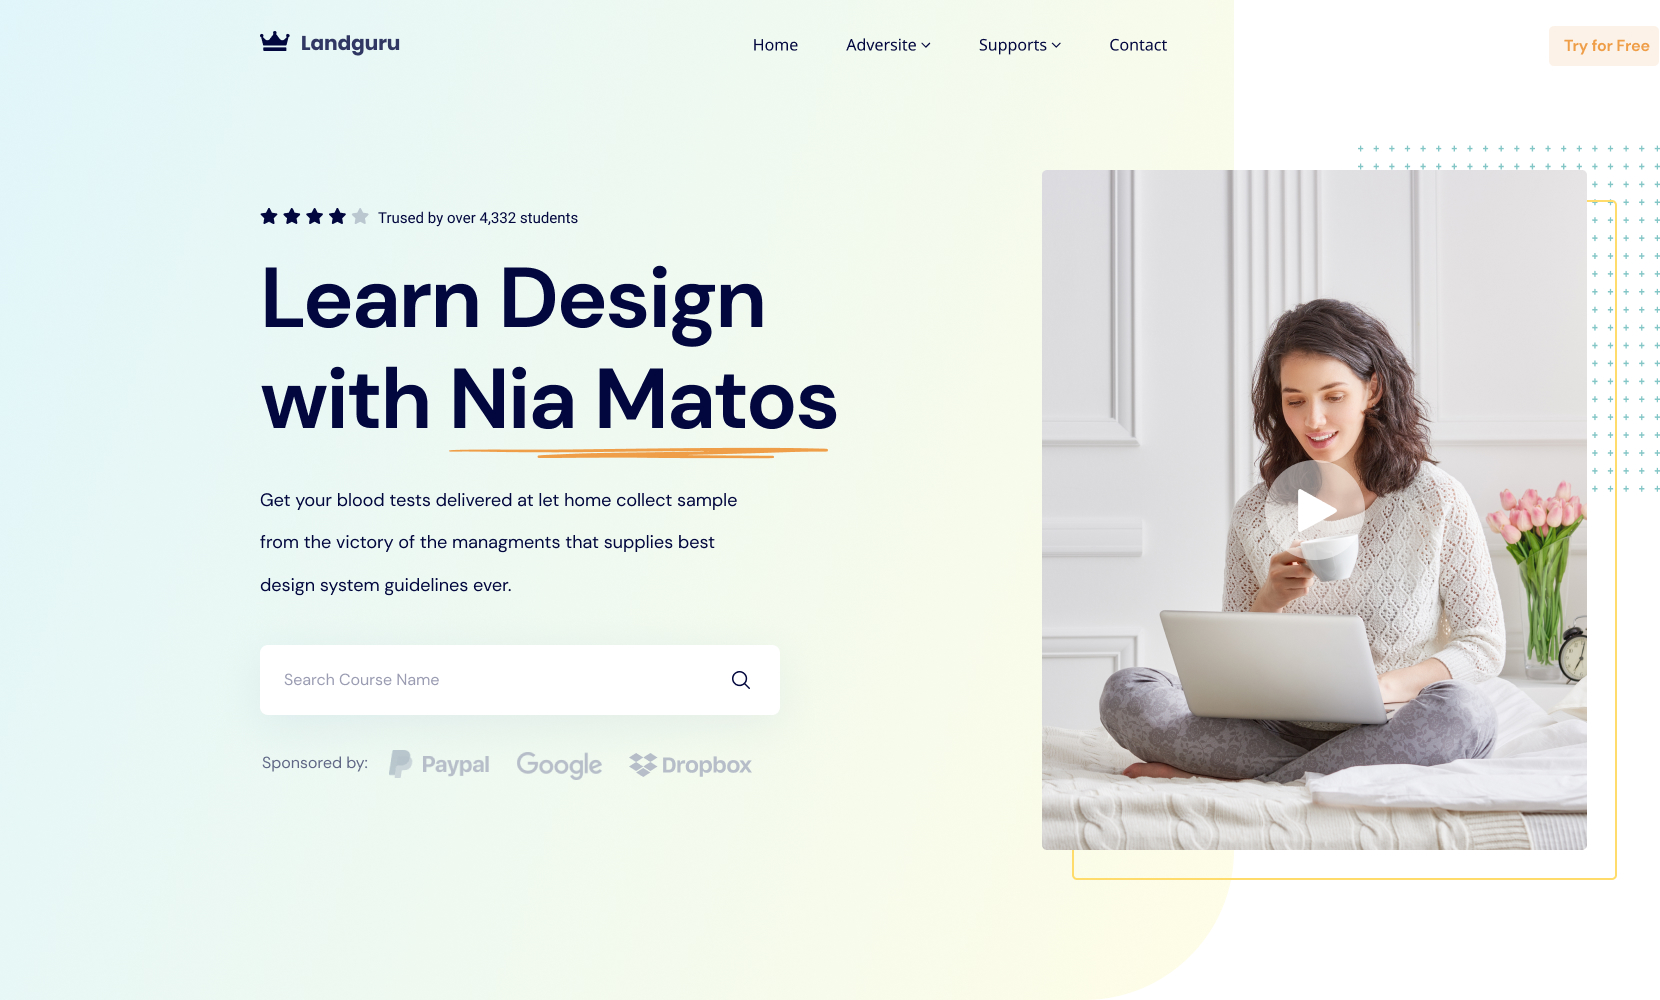 Landguru
Home Adversite Supports Contact
Try for Free
Trused by over 4,332 students
Learn Design
with Nia Matos
Get your blood tests delivered at let home collect sample
from the victory of the managments that supplies best
design system guidelines ever.
Search Course Name
Sponsored by: Paypal Google Dropbox